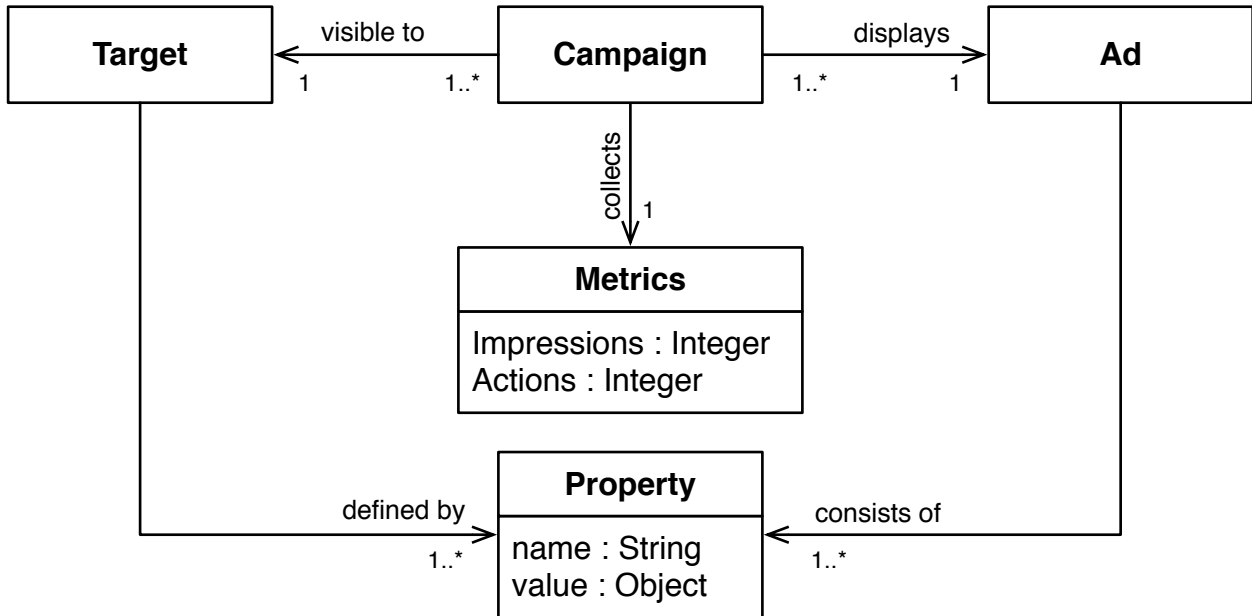 Target
visible to
1
1..*
Campaign
displays
1..*
1
Ad
collects
1
Metrics
Impressions : Integer
Actions : Integer
Property
name : String
value : Object
defined by
1..*
consists of
1..*